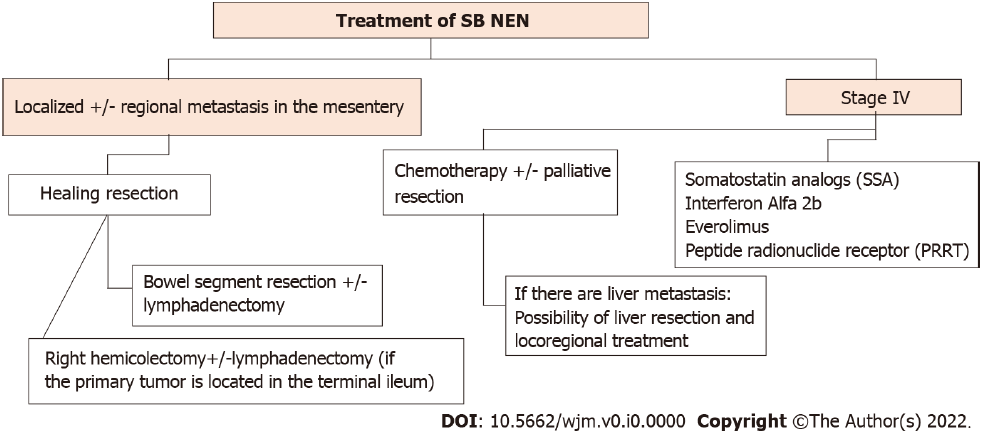 Treatment of SB NEN
Localized +/- regional metastasis in the mesentery
Stage IV
Healing resection
Chemotherapy +/- palliative
resection
Somatostatin analogs (SSA)
Interferon Alfa 2b
Everolimus
Peptide radionuclide receptor (PRRT)
Bowel segment resection +/-
lymphadenectomy
If there are liver metastasis:
Possibility of liver resection and
locoregional treatment
Right hemicolectomy+/-lymphadenectomy (if
the primary tumor is located in the terminal ileum)
DOI: 10.5662/wjm.v0.i0.0000 Copyright ©The Author(s) 2022.